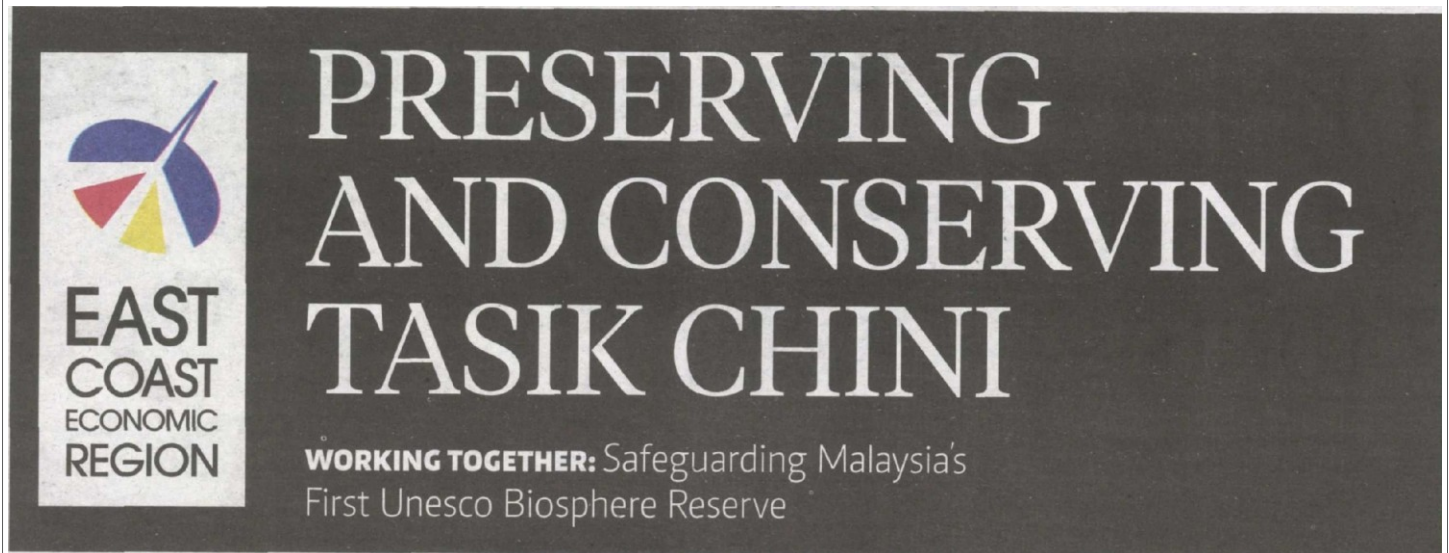 EAST
COAST
ECONOMIC
REGION
PRESERVING
AND CONSERVING
TASIK CHINI
WORKING TOGETHER: Safeguarding Malaysia's
First Unesco Biosphere Reserve